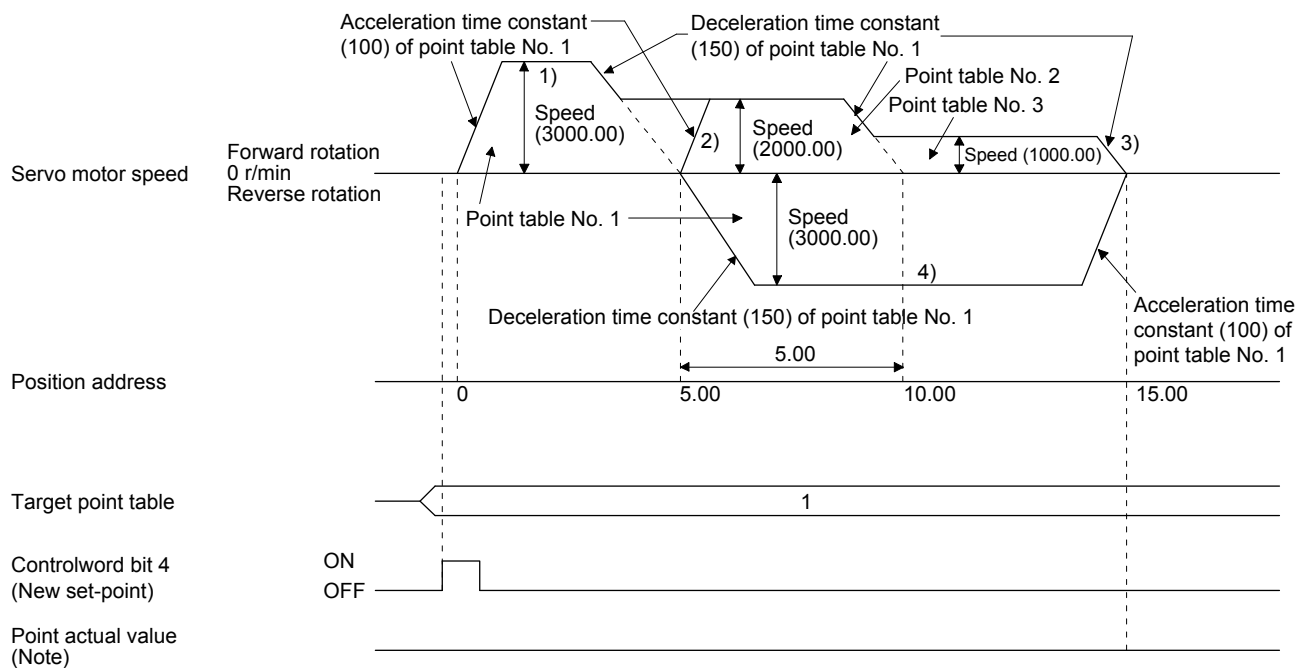 Acceleration time constant
(100) of point table No. 1
Deceleration time constant
(150) of point table No. 1
1)
Point table No. 2
Point table No. 3
Speed
(3000.00)
2)
Speed
(2000.00)
Speed (1000.00)
3)
Servo motor speed
Forward rotation
0 r/min
Reverse rotation
Point table No. 1
Speed
(3000.00)
4)
Deceleration time constant (150) of point table No. 1
Acceleration time
constant (100) of
point table No. 1
5.00
Position address
0
5.00
10.00
15.00
Target point table
1
Controlword bit 4
(New set-point)
ON
OFF
Point actual value
(Note)